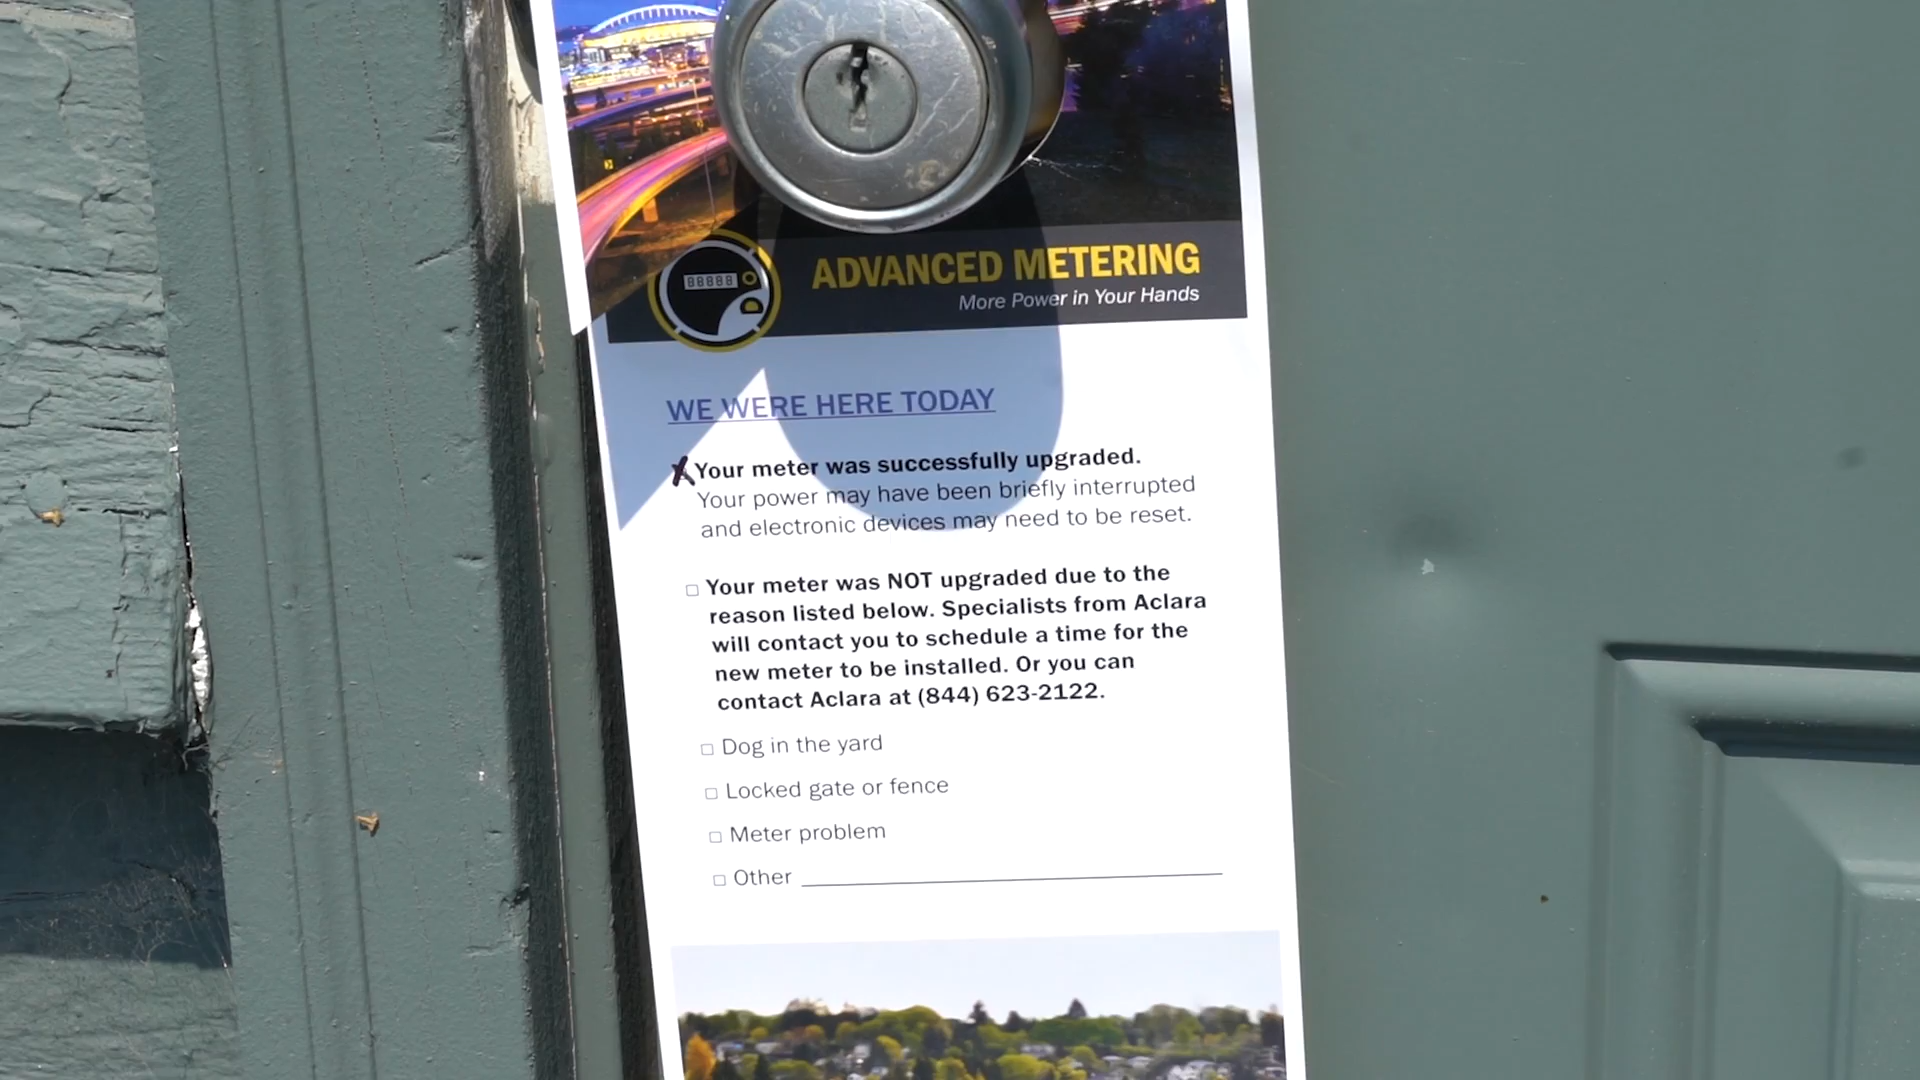 88888
ADVANCED METERING
More Power in Your Hands
WE WERE HERE TODAY
Your meter was successfully upgraded.
Your power may have been briefly interrupted
and electronic devices may need to be reset.
Your meter was NOT upgraded due to the
reason listed below. Specialists from Aclara
will contact you to schedule a time for the
new meter to be installed. Or you can
contact Aclara at (844) 623-2122.
Dog in the yard
Locked gate or fence
Meter problem
Other